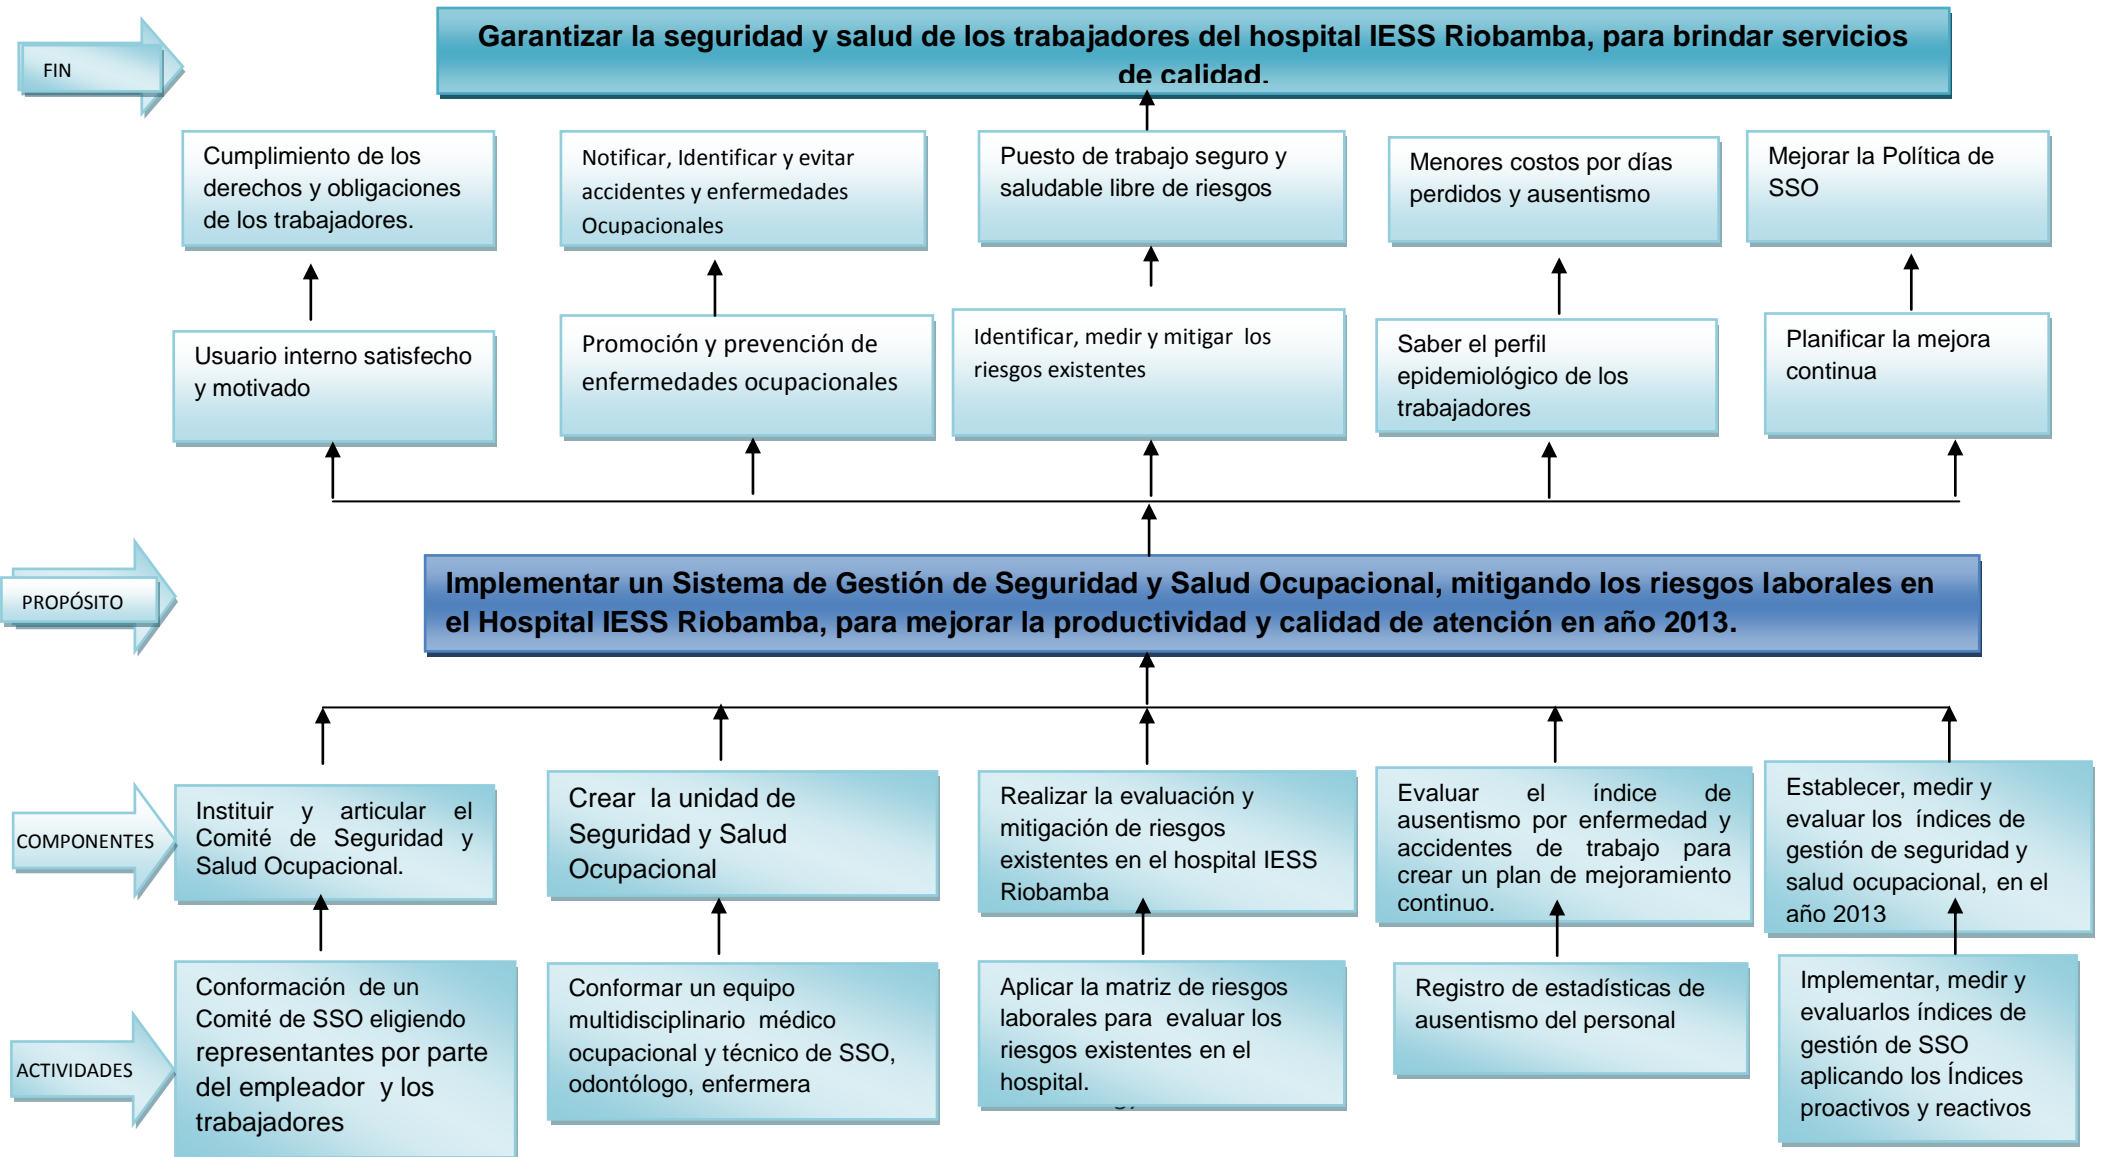 FIN
Garantizar la seguridad y salud de los trabajadores del hospital IESS Riobamba, para brindar servicios
de calidad.
Cumplimiento de los
derechos y obligaciones
de los trabajadores.
Notificar, Identificar y evitar
accidentes y enfermedades
Ocupacionales
Puesto de trabajo seguro y
saludable libre de riesgos
Menores costos por días
perdidos y ausentismo
Mejorar la Política de
SSO
Usuario interno satisfecho
y motivado
Promoción y prevención de
enfermedades ocupacionales
Identificar, medir y mitigar los
riesgos existentes
Saber el perfil
epidemiológico de los
trabajadores
Planificar la mejora
continua
PROPÓSITO
Implementar un Sistema de Gestión de Seguridad y Salud Ocupacional, mitigando los riesgos laborales en
el Hospital IESS Riobamba, para mejorar la productividad y calidad de atención en año 2013.
COMPONENTES
Instituir y articular el
Comité de Seguridad y
Salud Ocupacional.
Crear la unidad de
Seguridad y Salud
Ocupacional
Realizar la evaluación y
mitigación de riesgos
existentes en el hospital IESS
Riobamba
Evaluar el índice de
ausentismo por enfermedad y
accidentes de trabajo para
crear un plan de mejoramiento
continuo.
Establecer, medir y
evaluar los índices de
gestión de seguridad y
salud ocupacional, en el
año 2013
ACTIVIDADES
Conformación de un
Comité de SSO eligiendo
representantes por parte
del empleador y los
trabajadores
Conformar un equipo
multidisciplinario médico
ocupacional y técnico de SSO,
odontólogo, enfermera
Aplicar la matriz de riesgos
laborales para evaluar los
riesgos existentes en el
hospital.
Registro de estadísticas de
ausentismo del personal
Implementar, medir y
evaluarlos índices de
gestión de SSO
aplicando los Índices
proactivos y reactivos